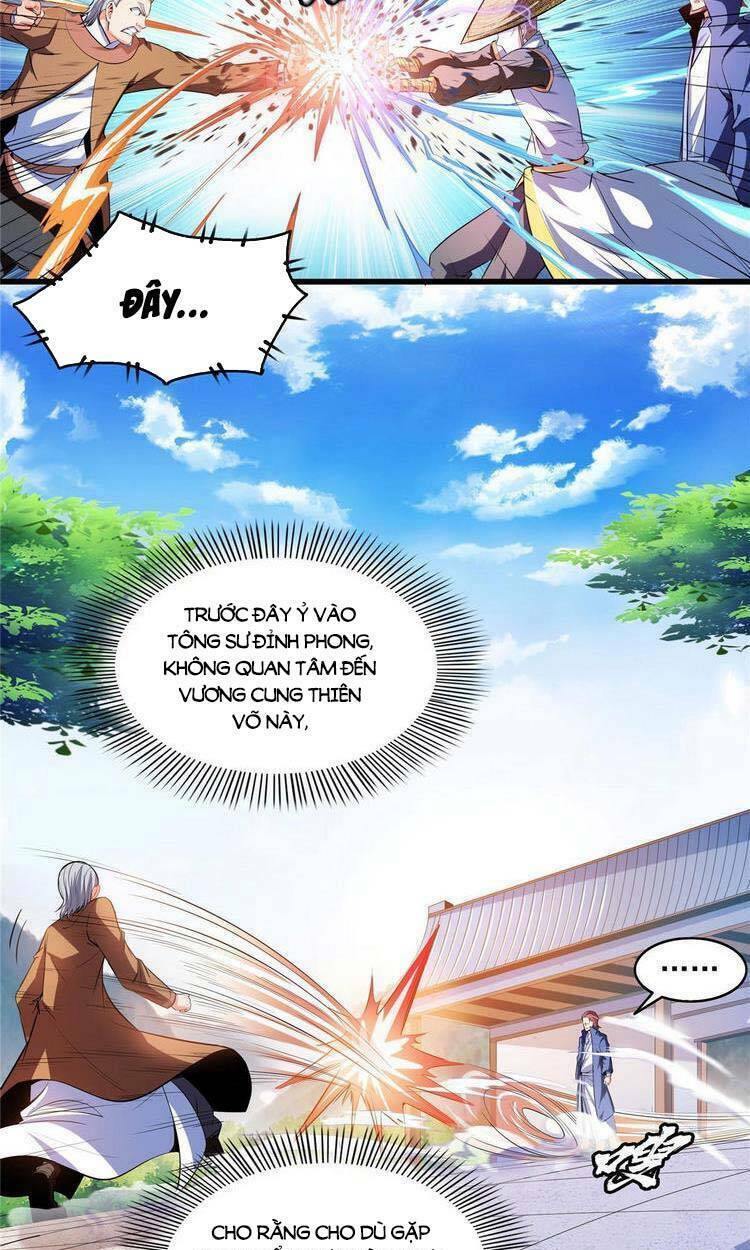 ĐÂY...
TRƯỚC ĐÂY Ỷ VÀO
TÔNG SƯ ĐỈNH PHONG,
KHÔNG QUAN TÂM ĐẾN
VƯƠNG CUNG THIÊN
VÕ NÀY,
......
CHO RẰNG CHO DÙ GẶP